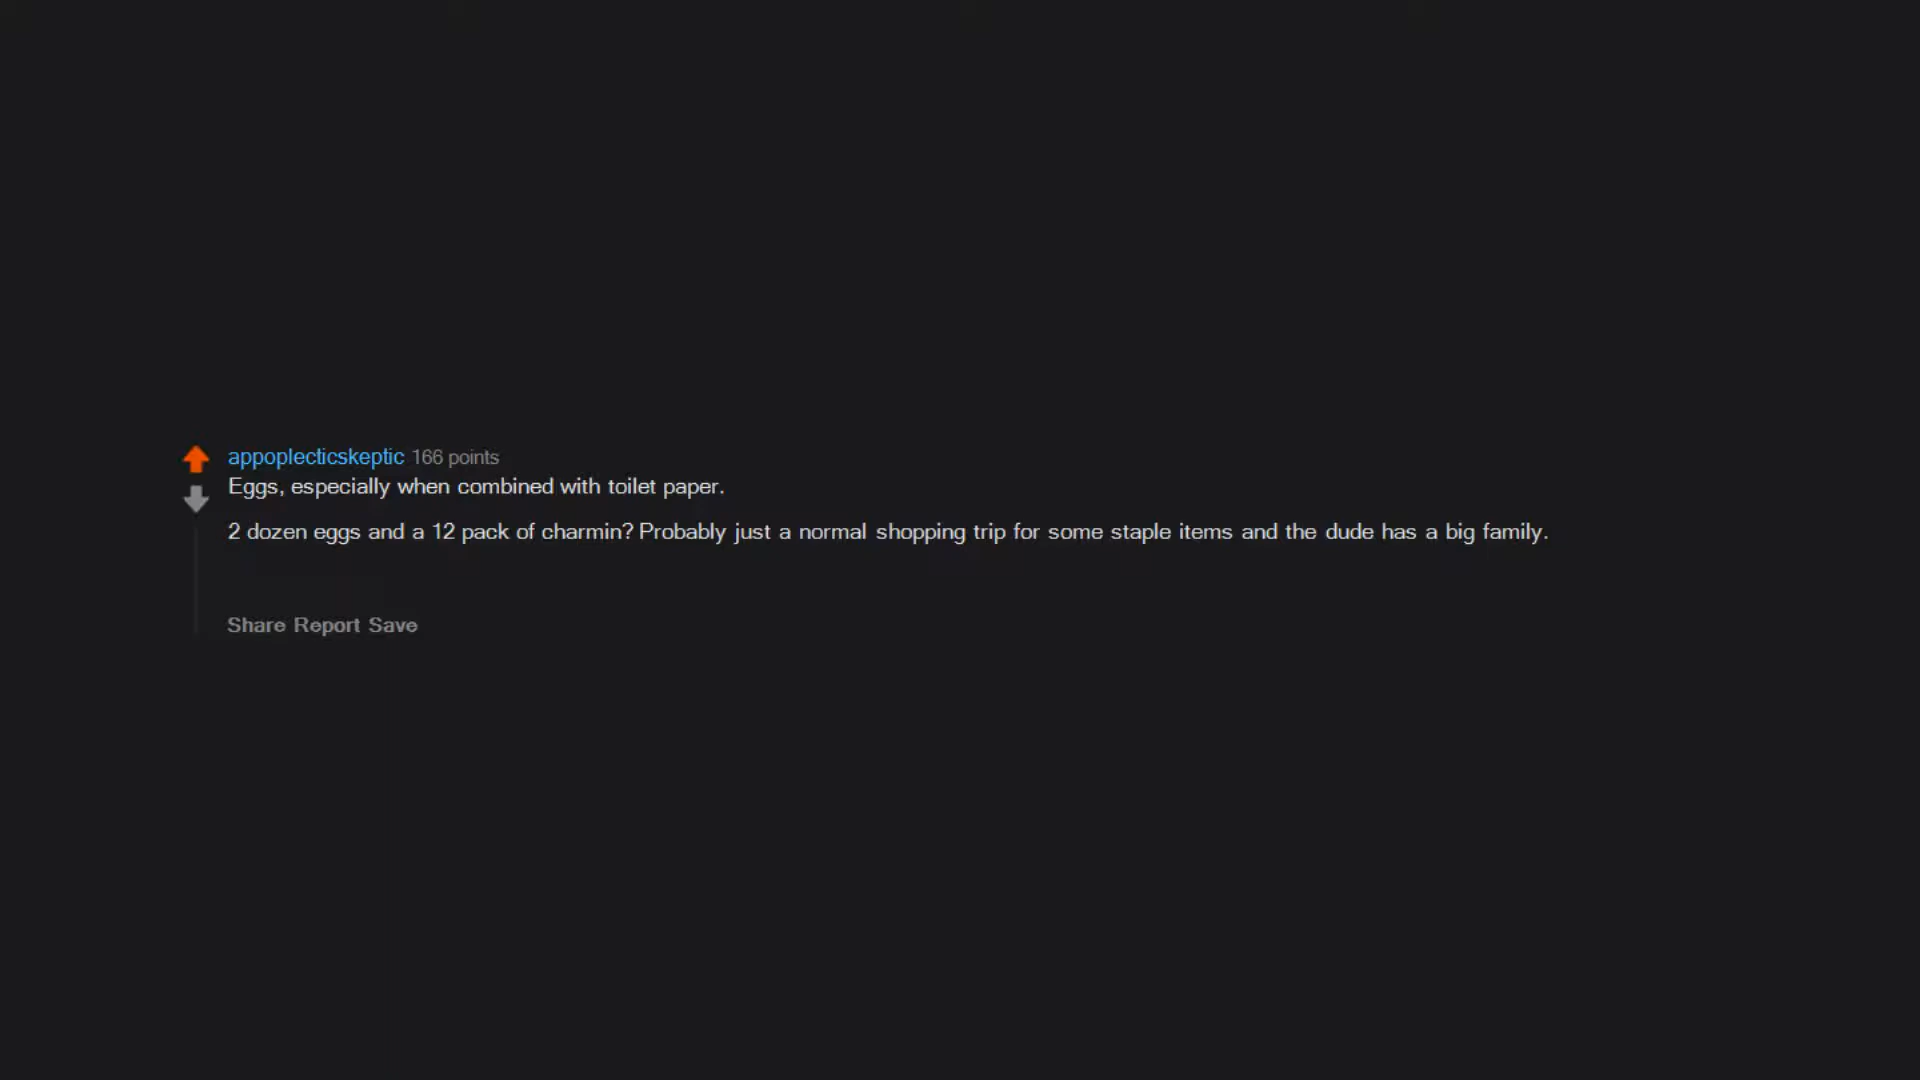 appoplecticskeptic 166 points
Eggs, especially when combined with toilet paper.
2 dozen eggs and a 12 pack of charmin? Probably just a normal shopping trip for some staple items and the dude has a big family.
Share Report Save